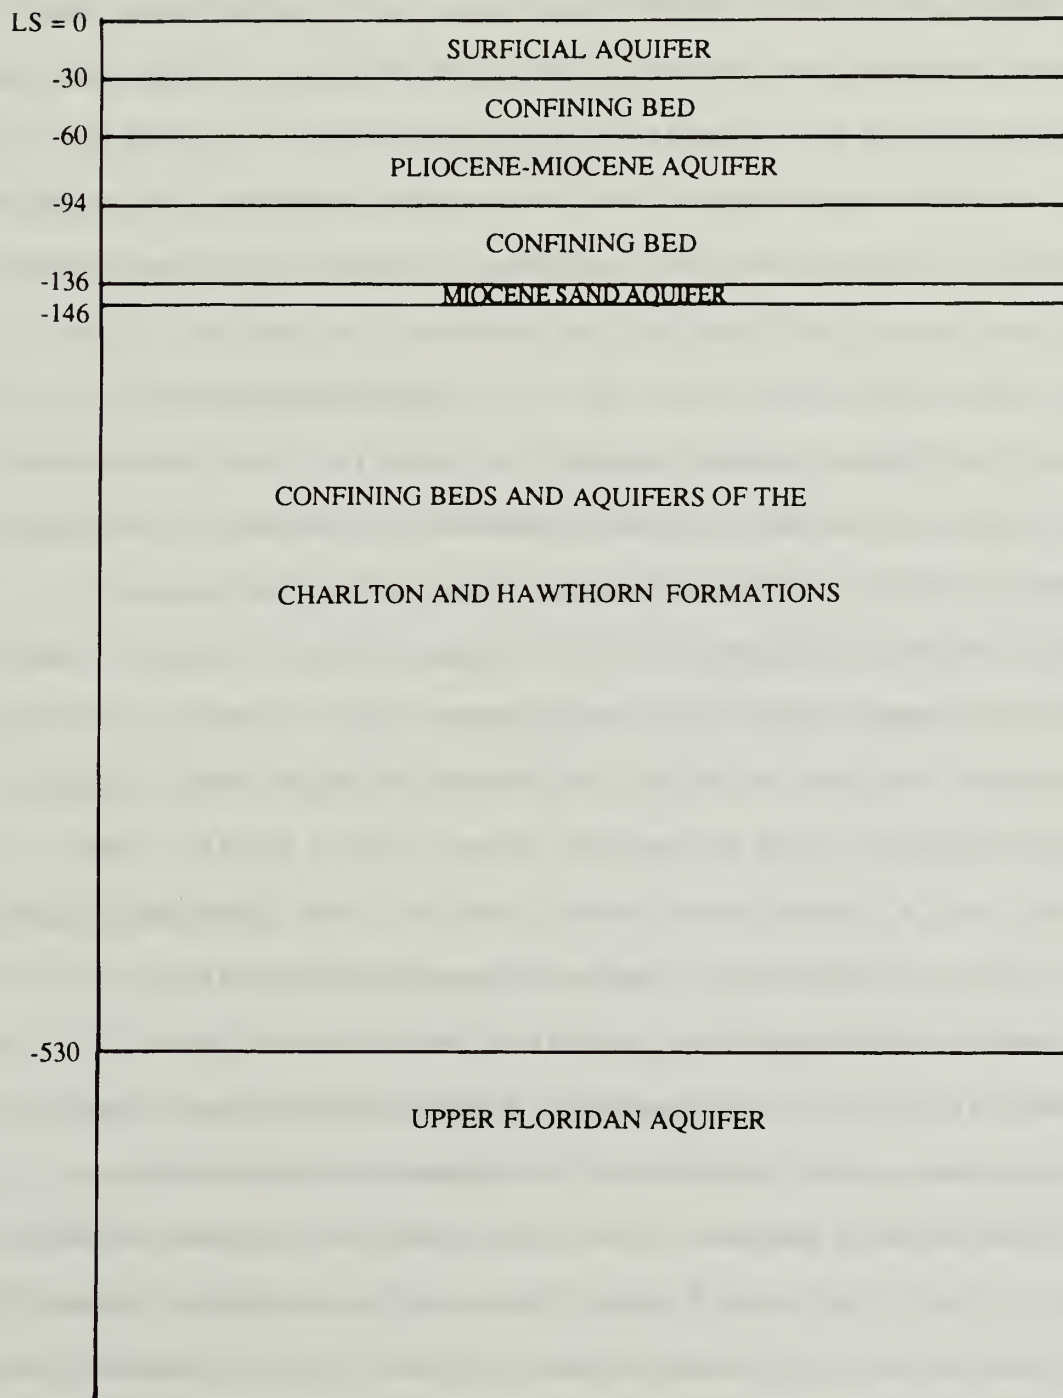 LS = 0
SURFICIAL AQUIFER
-30
CONFINING BED
-60
PLIOCENE-MIOCENE AQUIFER
-94
CONFINING BED
-136
MIOCENE SAND AQUIFER
-146
CONFINING BEDS AND AQUIFERS OF THE
CHARLTON AND HAWTHORN FORMATIONS
-530
UPPER FLORIDAN AQUIFER